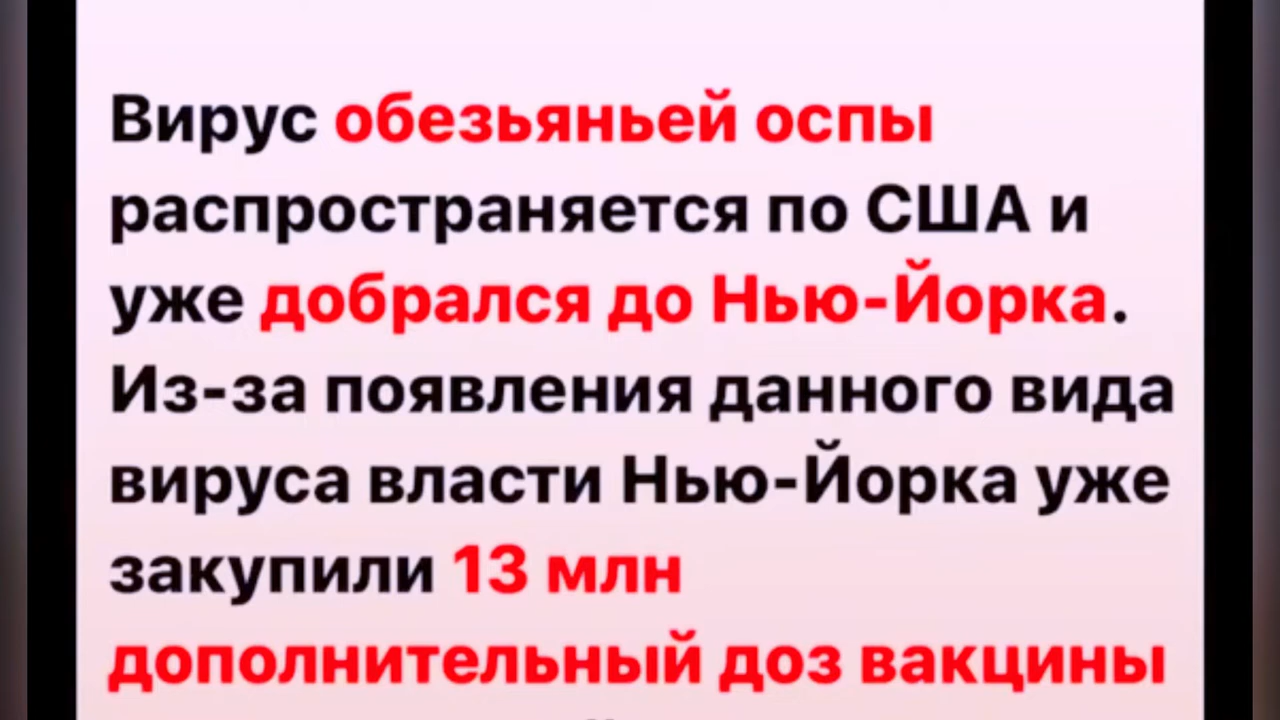 Вирус обезьяньей оспы
распространяется по США и
уже добрался до Нью-Йорка.
Из-за появления данного вида
вируса власти Нью-Йорка уже
закупили 13 млн
дополнительный доз вакцины